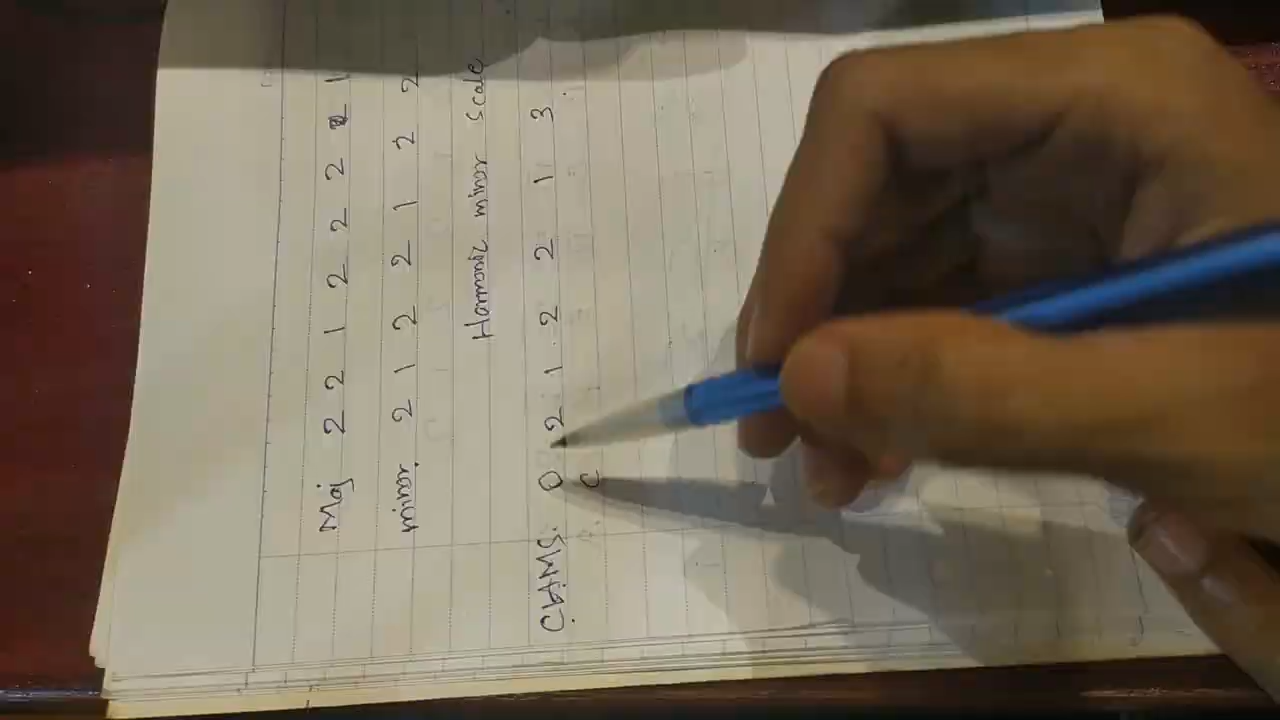 Maj 2 2 1 2 2 2 1
minor. 2 1 2 2 1 2 2
Harmonic minor scale
CHMS. 0 2 1 2 2 1 3
C